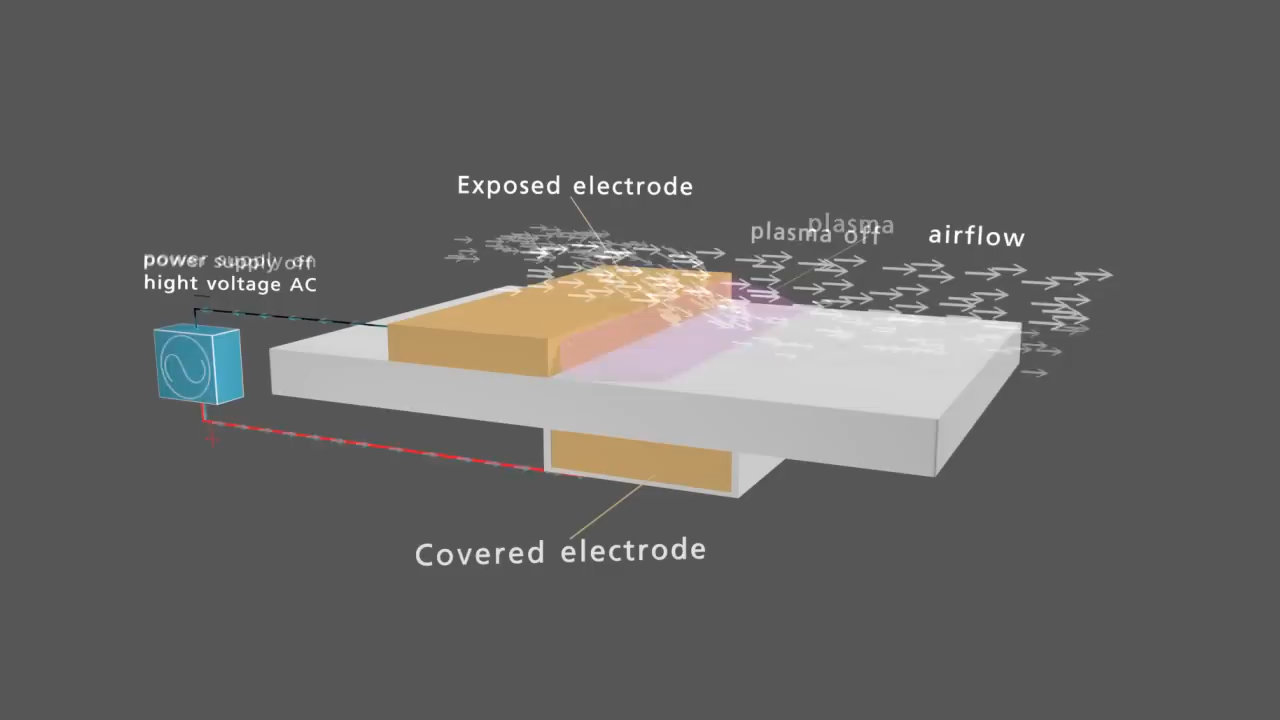 Exposed electrode
plasma
plasma off
airflow
power supply off
hight voltage AC
Covered electrode